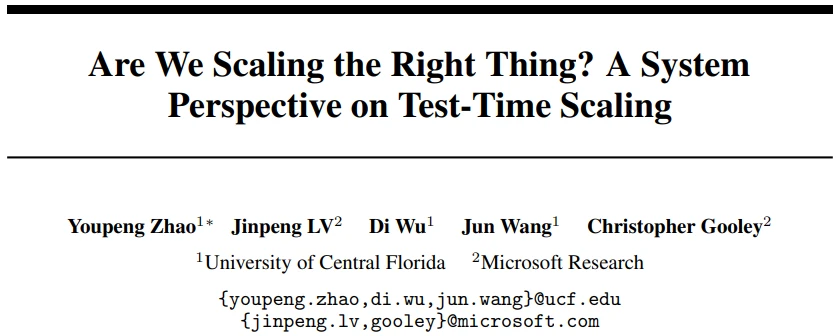 Are We Scaling the Right Thing? A System
Perspective on Test-Time Scaling
Youpeng Zhao¹* Jinpeng LV² Di Wu¹ Jun Wang¹ Christopher Gooley²
¹University of Central Florida ²Microsoft Research
{youpeng.zhao,di.wu,jun.wang}@ucf.edu
{jinpeng.lv,gooley}@microsoft.com